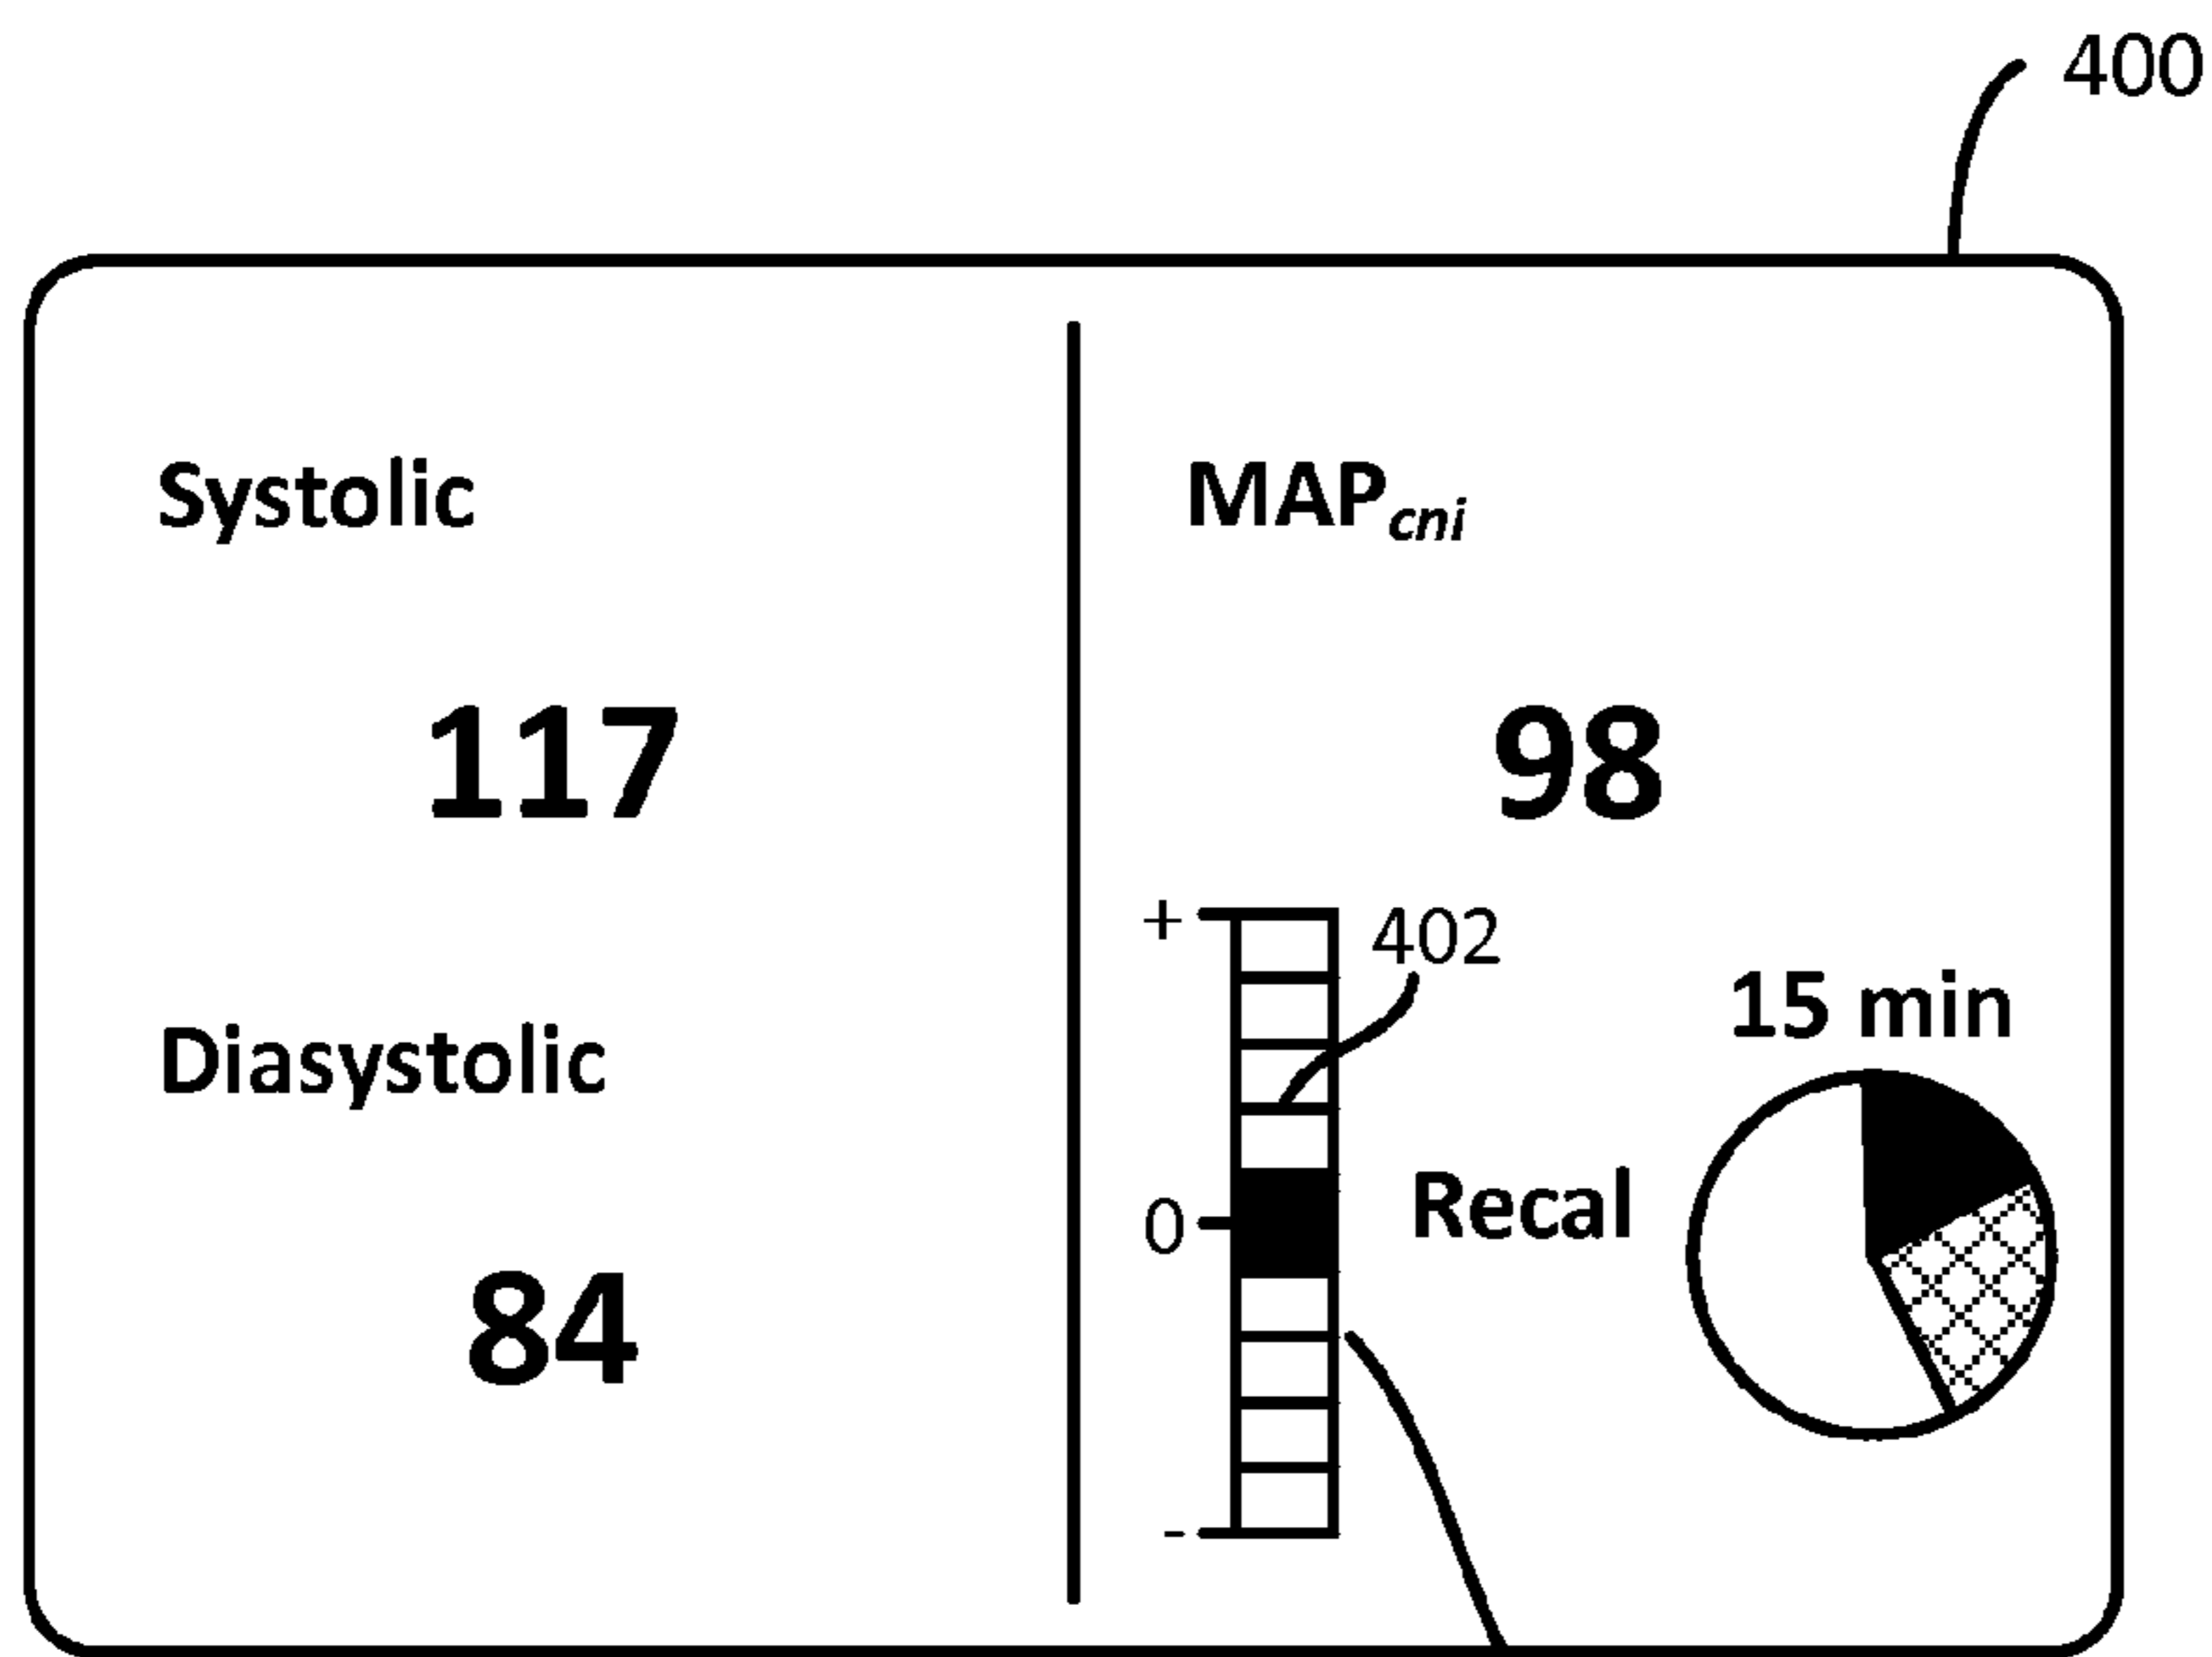 400
Systolic
117
Diasystolic
84
MAPcni
98
+
402
15 min
0
Recal
-